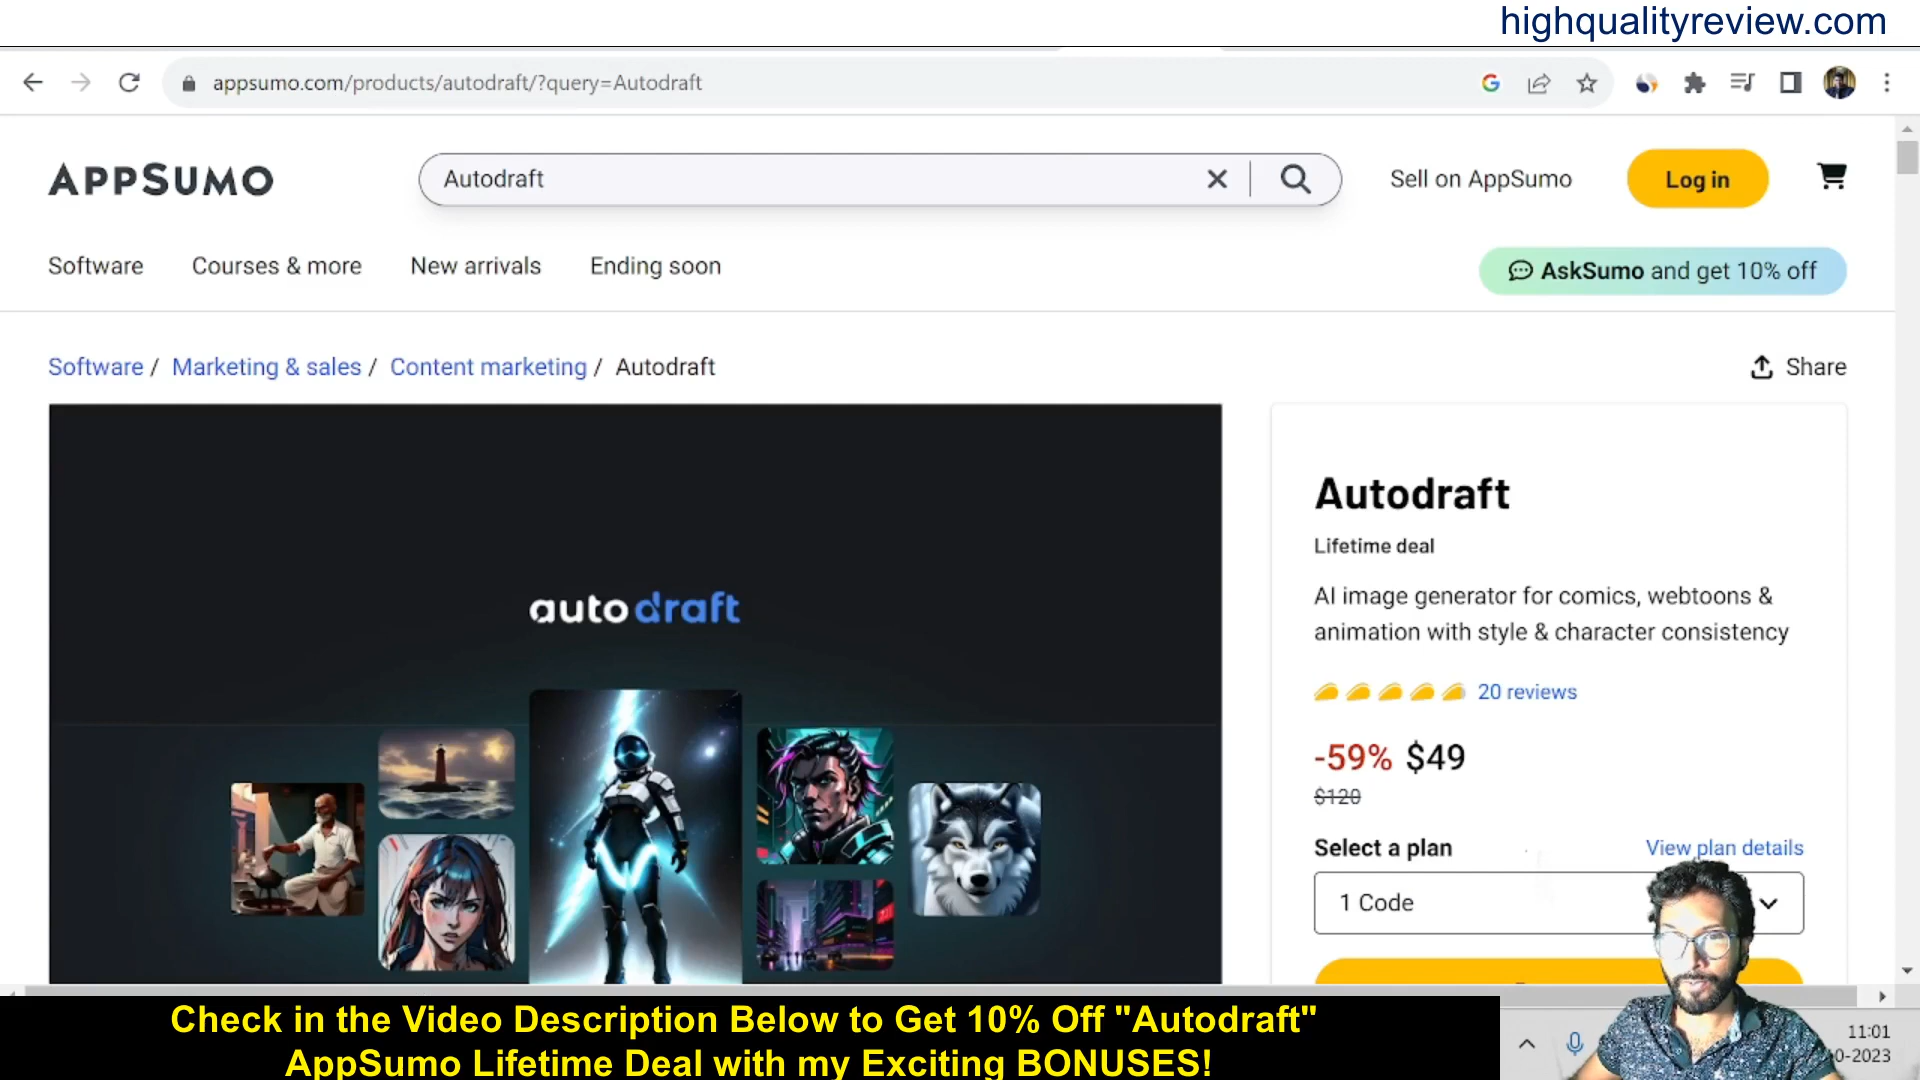 highqualityreview.com
appsumo.com/products/autodraft/?query=Autodraft
APPSUMO
Autodraft
Sell on AppSumo
Log in
Software
Courses & more
New arrivals
Ending soon
AskSumo and get 10% off
Software / Marketing & sales / Content marketing / Autodraft
Share
autodraft
Autodraft
Lifetime deal
AI image generator for comics, webtoons &
animation with style & character consistency
20 reviews
-59% $49
$120
Select a plan
View plan details
1 Code
Check in the Video Description Below to Get 10% Off "Autodraft"
AppSumo Lifetime Deal with my Exciting BONUSES!
11:01
0-2023